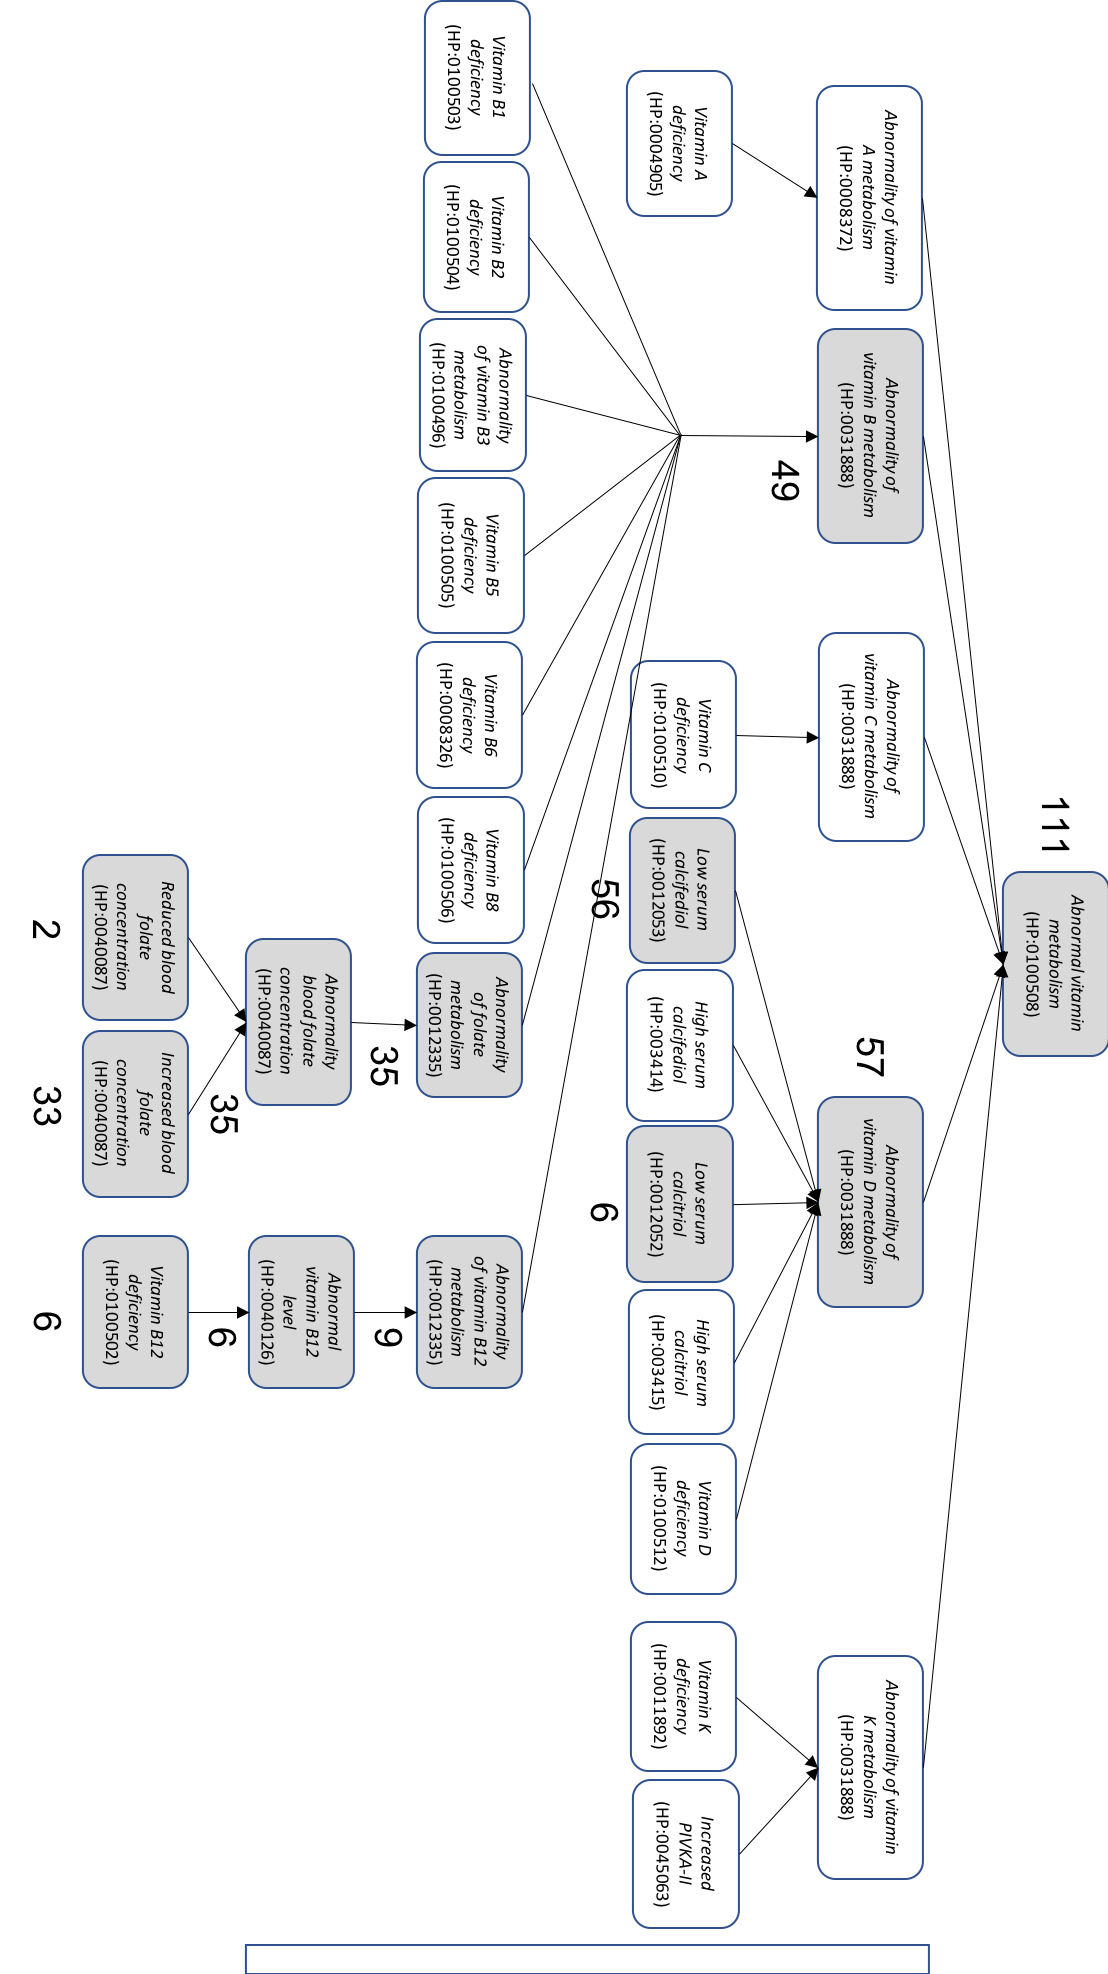 111
Abnormal vitamin
metabolism
(HP:0100508)
Abnormality of vitamin
A metabolism
(HP:0008372)
Abnormality of
vitamin B metabolism
(HP:0031888)
49
Abnormality of
vitamin C metabolism
(HP:0031888)
57
Abnormality of
vitamin D metabolism
(HP:0031888)
Abnormality of vitamin
K metabolism
(HP:0031888)
Vitamin A
deficiency
(HP:0004905)
Vitamin C
deficiency
(HP:0100510)
Low serum
calcifediol
(HP:0012053)
56
High serum
calcifediol
(HP:003414)
Low serum
calcitriol
(HP:0012052)
6
High serum
calcitriol
(HP:003415)
Vitamin D
deficiency
(HP:0100512)
Vitamin K
deficiency
(HP:0011892)
Increased
PIVKA-II
(HP:0045063)
Vitamin B1
deficiency
(HP:0100503)
Vitamin B2
deficiency
(HP:0100504)
Abnormality
of vitamin B3
metabolism
(HP:0100496)
Vitamin B5
deficiency
(HP:0100505)
Vitamin B6
deficiency
(HP:0008326)
Vitamin B8
deficiency
(HP:0100506)
Abnormality
of folate
metabolism
(HP:0012335)
35
Abnormality
of vitamin B12
metabolism
(HP:0012335)
9
Abnormality
blood folate
concentration
(HP:0040087)
35
Abnormal
vitamin B12
level
(HP:0040126)
6
Reduced blood
folate
concentration
(HP:0040087)
2
Increased blood
folate
concentration
(HP:0040087)
33
Vitamin B12
deficiency
(HP:0100502)
6